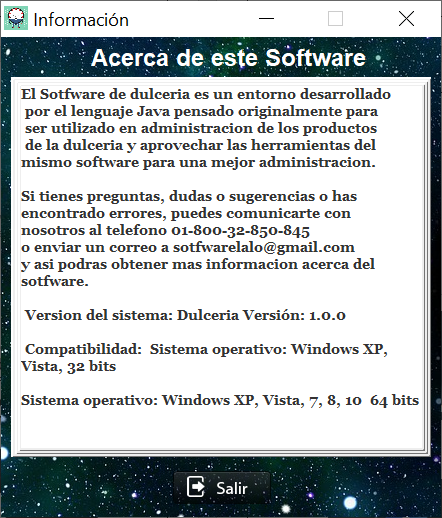 Información
Acerca de este Software
El Sotfware de dulceria es un entorno desarrollado
por el lenguaje Java pensado originalmente para
ser utilizado en administracion de los productos
de la dulceria y aprovechar las herramientas del
mismo software para una mejor administracion.
Si tienes preguntas, dudas o sugerencias o has
encontrado errores, puedes comunicarte con
nosotros al telefono 01-800-32-850-845
o enviar un correo a sotfwarelalo@gmail.com
y asi podras obtener mas informacion acerca del
sotfware.
Version del sistema: Dulceria Versión: 1.0.0
Compatibilidad:  Sistema operativo: Windows XP,
Vista, 32 bits
Sistema operativo: Windows XP, Vista, 7, 8, 10  64 bits
Salir